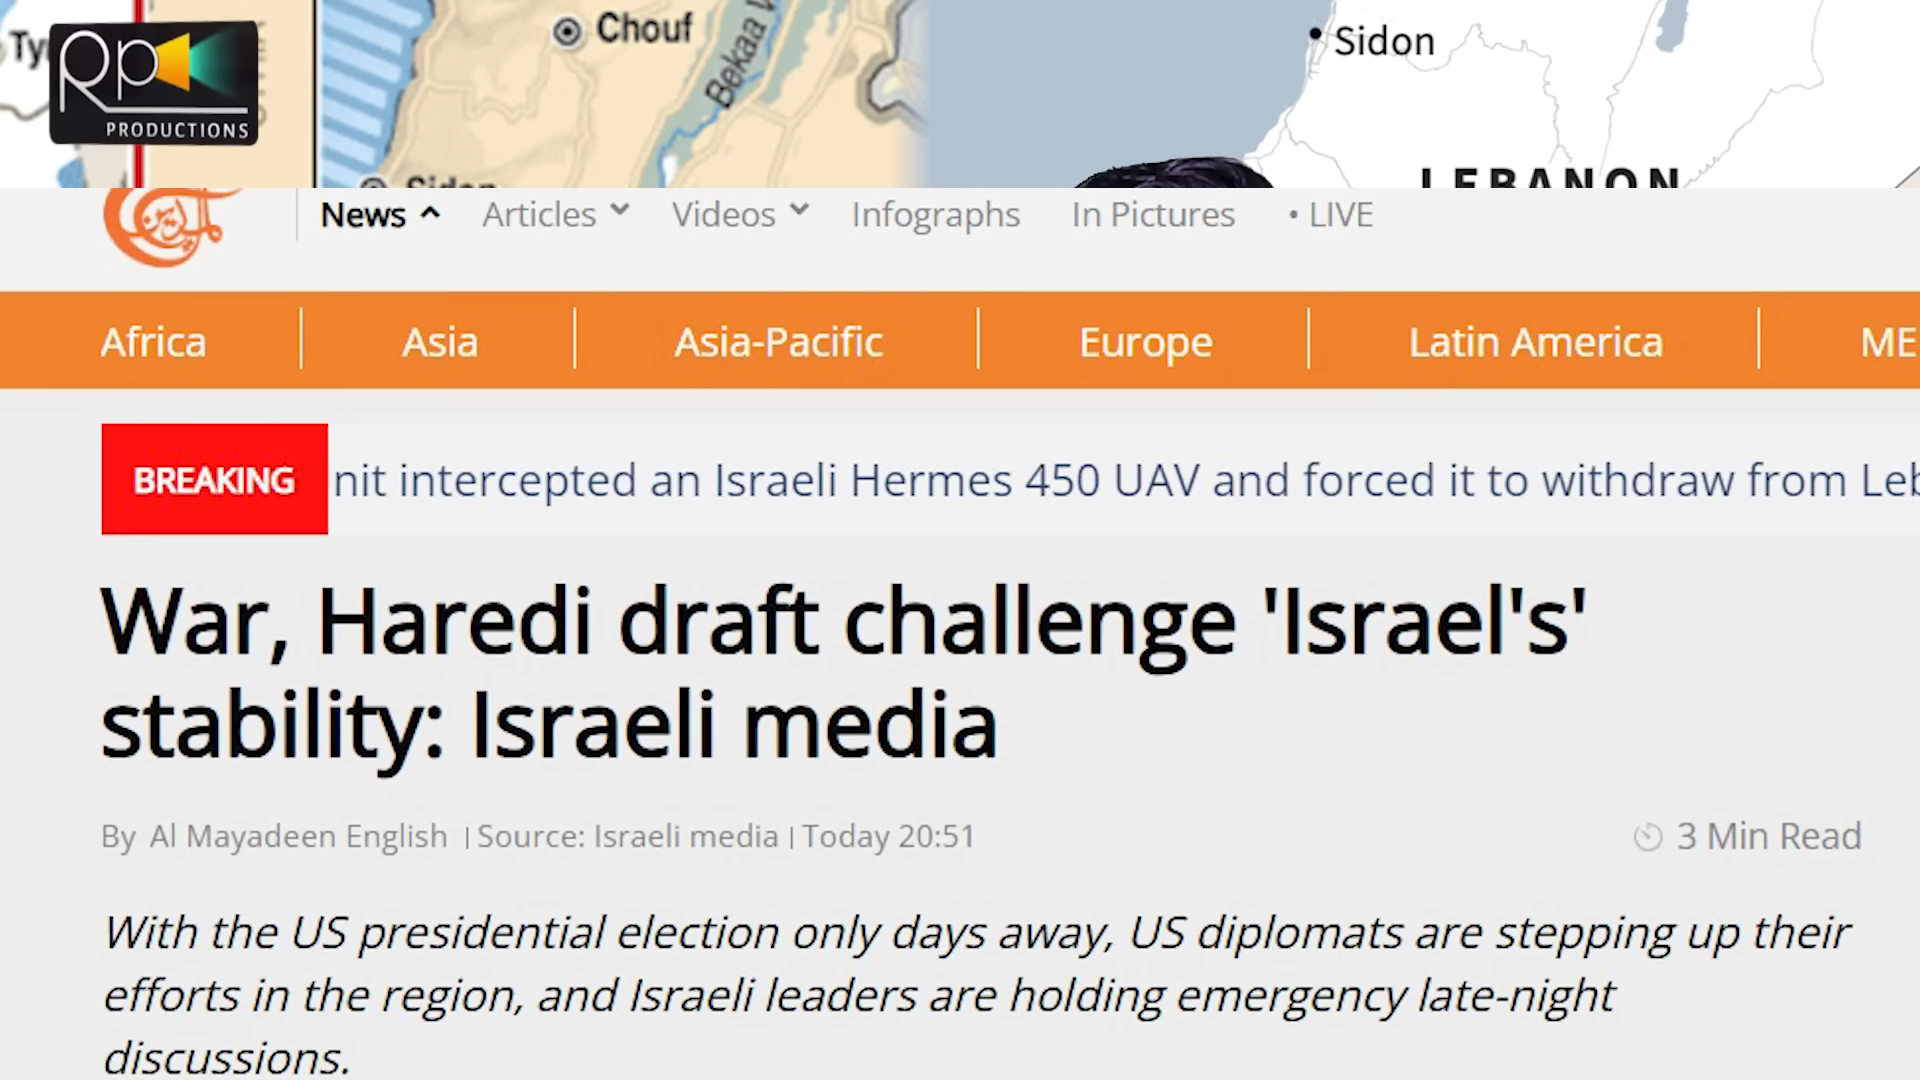 Ty
Rp
PRODUCTIONS
Chouf
Bekaa
Sidon
Sidon
LEBANON
News
Articles
Videos
Infographs
In Pictures
• LIVE
Africa
Asia
Asia-Pacific
Europe
Latin America
ME
BREAKING
nit intercepted an Israeli Hermes 450 UAV and forced it to withdraw from Leb
War, Haredi draft challenge 'Israel's'
stability: Israeli media
By Al Mayadeen English | Source: Israeli media | Today 20:51
3 Min Read
With the US presidential election only days away, US diplomats are stepping up their
efforts in the region, and Israeli leaders are holding emergency late-night
discussions.